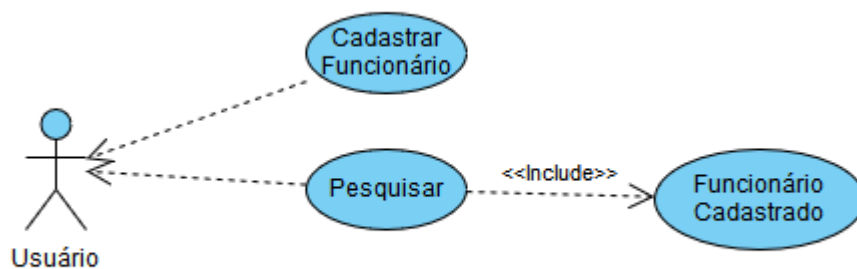 Cadastrar
Funcionário
Pesquisar
<<Include>>
Funcionário
Cadastrado
Usuário